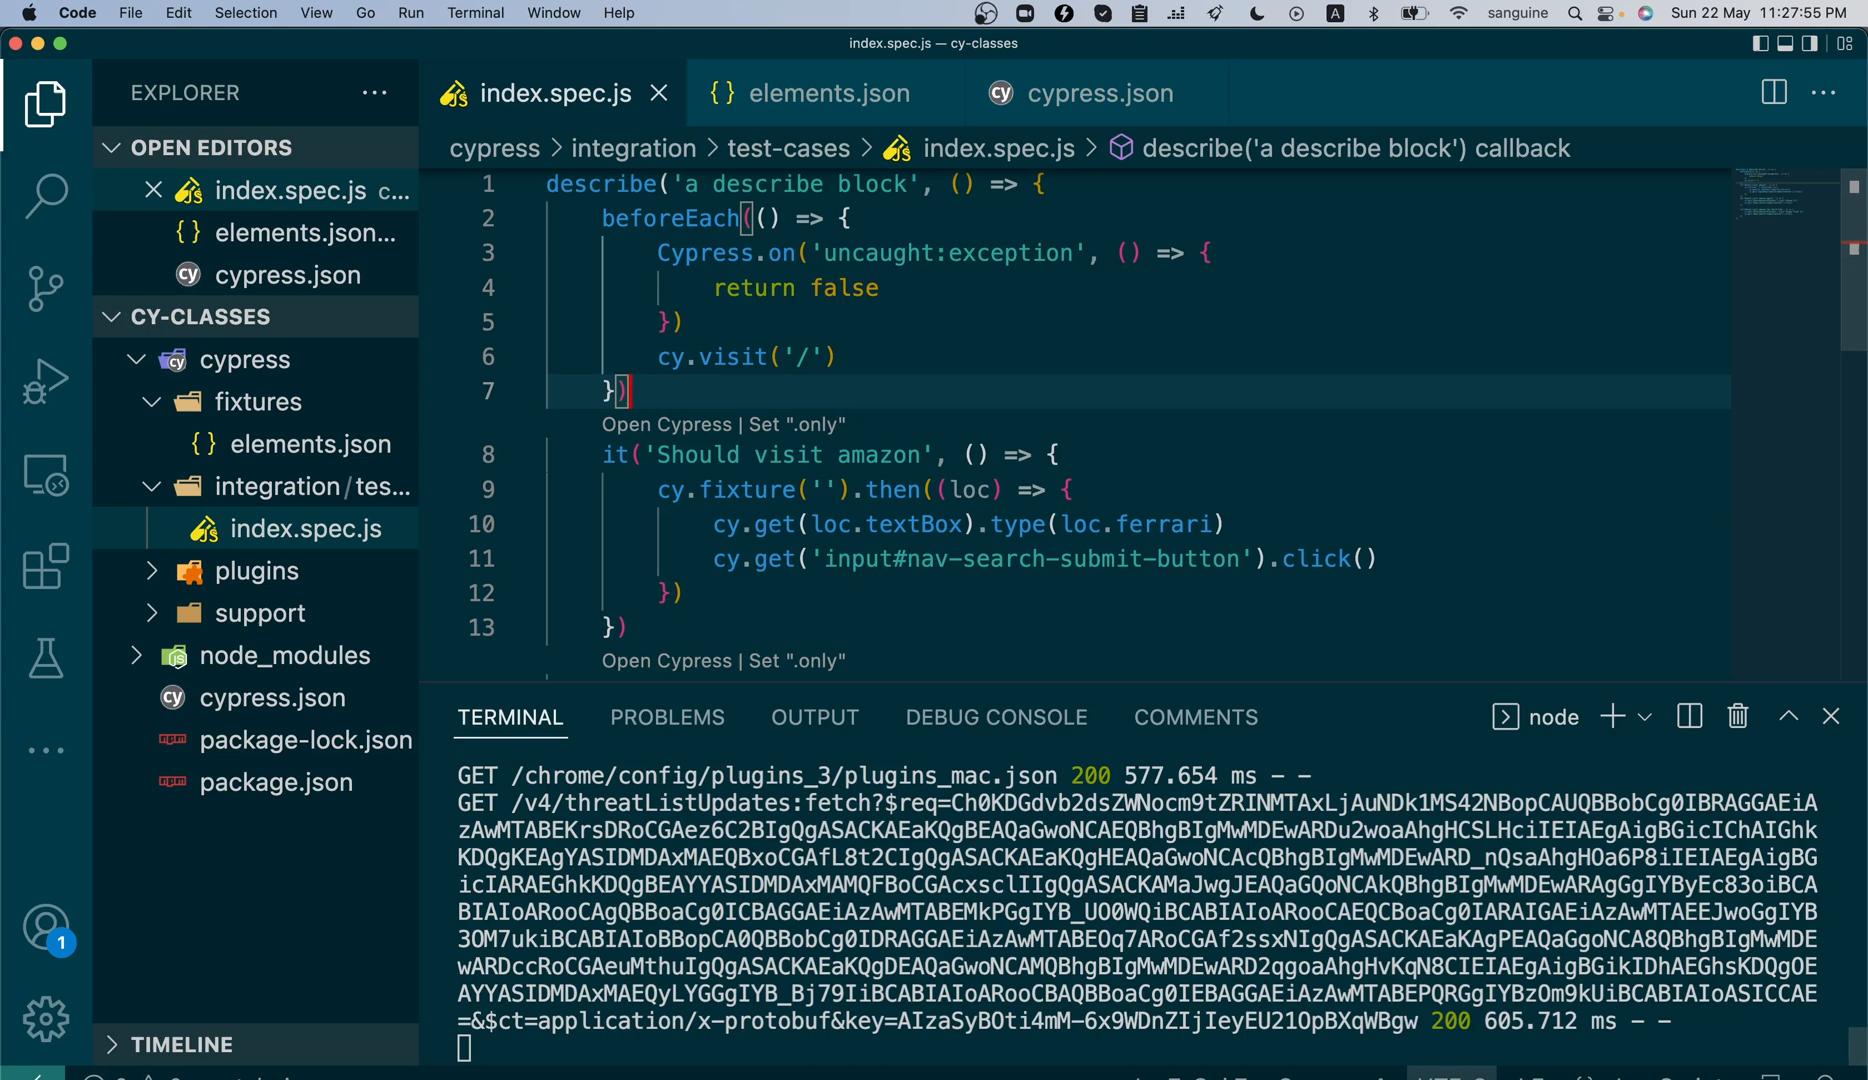 Code File Edit Selection View Go Run Terminal Window Help
A sanguine Sun 22 May 11:27:55 PM
index.spec.js — cy-classes
EXPLORER
index.spec.js
{ } elements.json
cy cypress.json
OPEN EDITORS
cypress > integration > test-cases > index.spec.js > describe('a describe block') callback
index.spec.js c...
{ } elements.json...
cy cypress.json
CY-CLASSES
cypress
fixtures
{ } elements.json
integration/tes...
index.spec.js
plugins
support
node_modules
cy cypress.json
package-lock.json
package.json
TIMELINE
1
1 describe('a describe block', () => {
2 beforeEach(() => {
3 Cypress.on('uncaught:exception', () => {
4 return false
5 })
6 cy.visit('/')
7 })
Open Cypress | Set ".only"
8 it('Should visit amazon', () => {
9 cy.fixture('').then((loc) => {
10 cy.get(loc.textBox).type(loc.ferrari)
11 cy.get('input#nav-search-submit-button').click()
12 })
13 })
Open Cypress | Set ".only"
TERMINAL PROBLEMS OUTPUT DEBUG CONSOLE COMMENTS
node
GET /chrome/config/plugins_3/plugins_mac.json 200 577.654 ms - -
GET /v4/threatListUpdates:fetch?$req=Ch0KDGdvb2dsZWNocm9tZRINMTAxLjAuNDk1MS42NBopCAUQBBobCg0IBRAGGAEiA
zAwMTABEKrsDRoCGAez6C2BIgQgASACKAEaKQgBEAQaGwoNCAEQBhgBIgMwMDEwARDu2woaAhgHCSLHciIEIAEgAigBGicIChAIGhk
KDQgKEAgYASIDMDAxMAEQBxoCGAfL8t2CIgQgASACKAEaKQgHEAQaGwoNCAcQBhgBIgMwMDEwARD_nQsaAhgHOa6P8iIEIAEgAigBG
icIARAEGhkKDQgBEAYYASIDMDAxMAMQFBoCGAcxsclIIgQgASACKAMaJwgJEAQaGQoNCAkQBhgBIgMwMDEwARAgGgIYByEc83oiBCA
BIAIoARooCAgQBBoaCg0ICBAGGAEiAzAwMTABEMkPGgIYB_UO0WQiBCABIAIoARooCAEQCBoaCg0IARAIGAEiAzAwMTAEEJwoGgIYB
3OM7ukiBCABIAIoBBopCA0QBBobCg0IDRAGGAEiAzAwMTABEOq7ARoCGAf2ssxNIgQgASACKAEaKAgPEAQaGgoNCA8QBhgBIgMwMDE
wARDccRoCGAeuMthuIgQgASACKAEaKQgDEAQaGwoNCAMQBhgBIgMwMDEwARD2qgoaAhgHvKqN8CIEIAEgAigBGikIDhAEGhsKDQgOE
AYYASIDMDAxMAEQyLYGGgIYB_Bj79IiBCABIAIoARooCBAQBBoaCg0IEBAGGAEiAzAwMTABEPQRGgIYBzOm9kUiBCABIAIoASICCAE
=&$ct=application/x-protobuf&key=AIzaSyBOti4mM-6x9WDnZIjIeyEU21OpBXqWBgw 200 605.712 ms - -